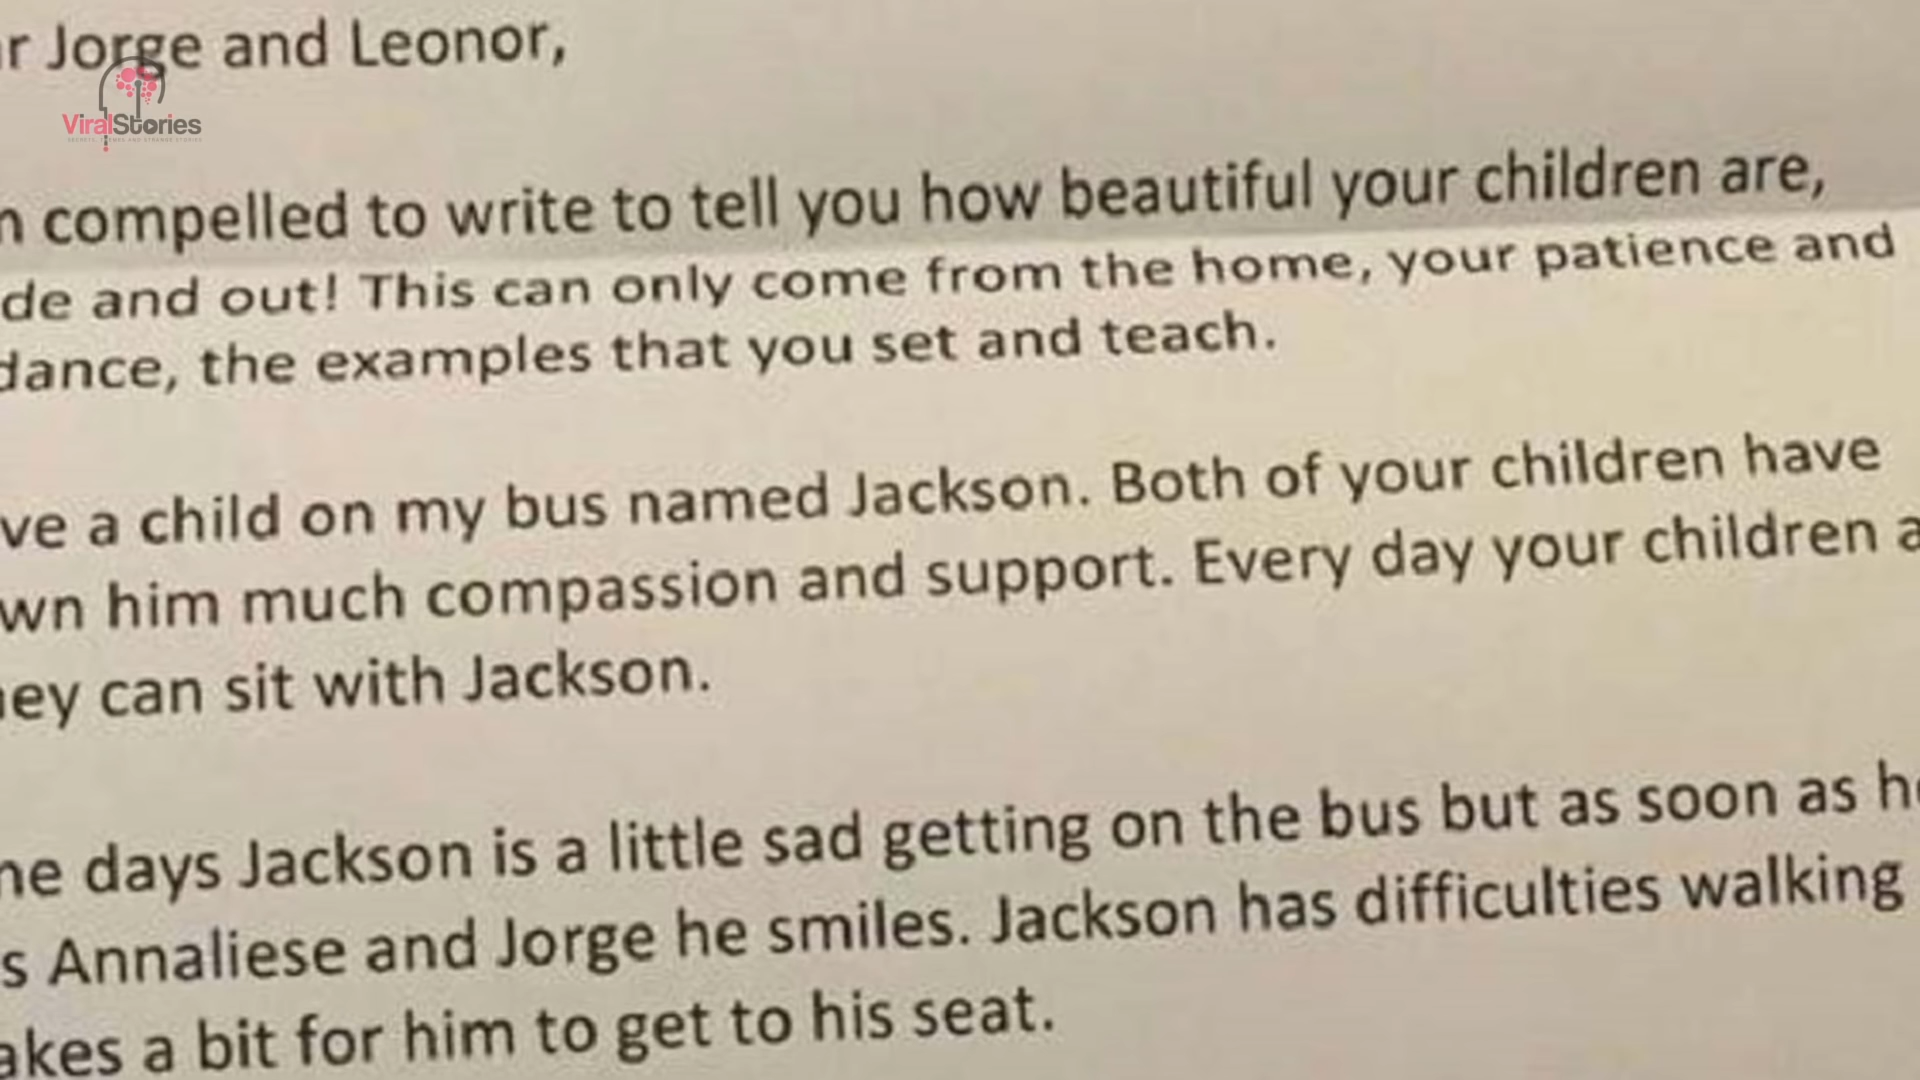 r Jorge and Leonor,
ViralStories
n compelled to write to tell you how beautiful your children are,
de and out! This can only come from the home, your patience and
dance, the examples that you set and teach.
ve a child on my bus named Jackson. Both of your children have
wn him much compassion and support. Every day your children a
ey can sit with Jackson.
ne days Jackson is a little sad getting on the bus but as soon as he
s Annaliese and Jorge he smiles. Jackson has difficulties walking
akes a bit for him to get to his seat.